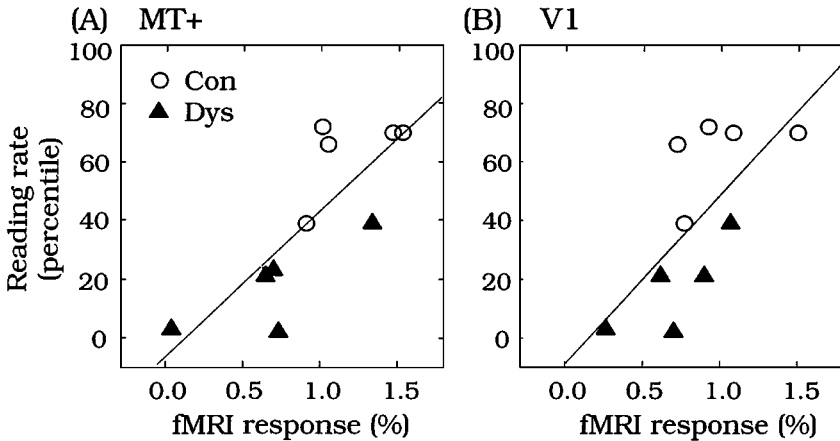 (A) MT+
(B) V1
Reading rate
(percentile)
100
80
60
40
20
0
Con
Dys
0.0 0.5 1.0 1.5
fMRI response (%)
100
80
60
40
20
0
0.0 0.5 1.0 1.5
fMRI response (%)